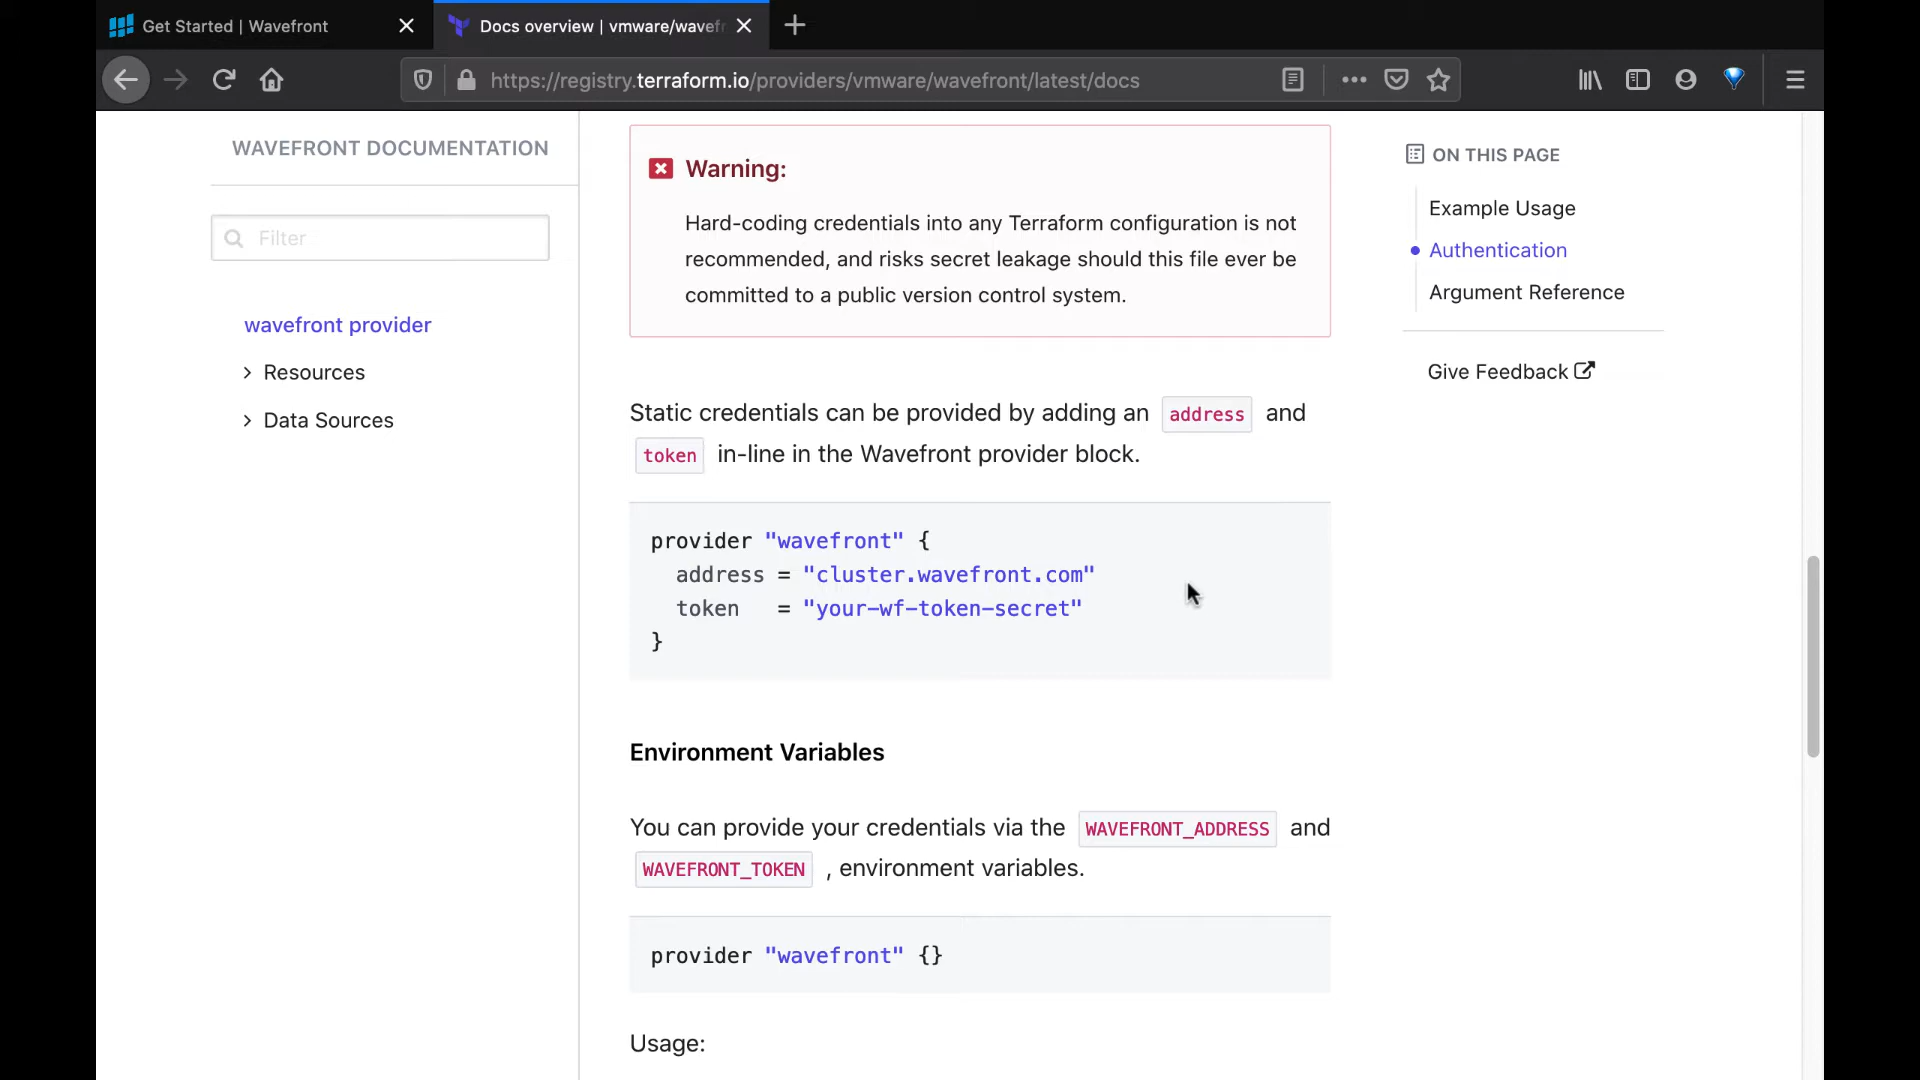 Get Started | Wavefront
Docs overview | vmware/wavef
https://registry.terraform.io/providers/vmware/wavefront/latest/docs
WAVEFRONT DOCUMENTATION
Filter
wavefront provider
Resources
Data Sources
Warning:
Hard-coding credentials into any Terraform configuration is not
recommended, and risks secret leakage should this file ever be
committed to a public version control system.
Static credentials can be provided by adding an address and
token in-line in the Wavefront provider block.
provider "wavefront" {
  address = "cluster.wavefront.com"
  token   = "your-wf-token-secret"
}
Environment Variables
You can provide your credentials via the WAVEFRONT_ADDRESS and
WAVEFRONT_TOKEN , environment variables.
provider "wavefront" {}
Usage:
ON THIS PAGE
Example Usage
Authentication
Argument Reference
Give Feedback